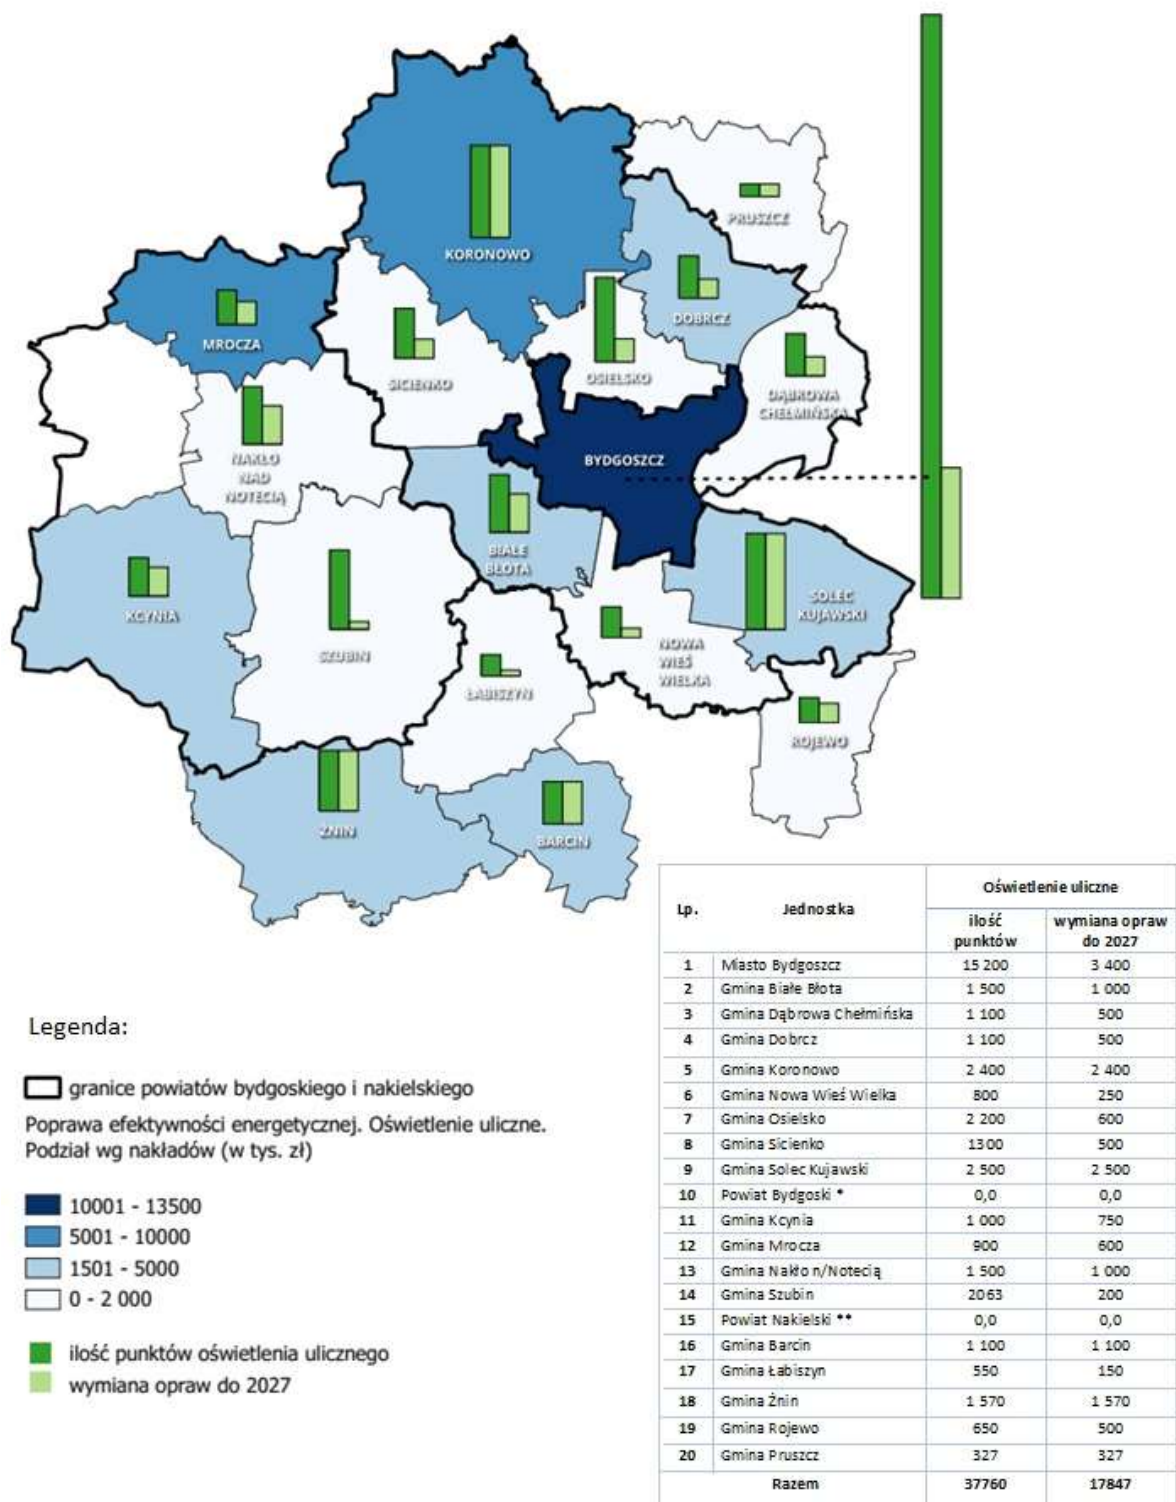 KORONOWO
PRUSZCZ
DOBRCZ
MROCZA
SICIENKO
OSIELSKO
DĄBROWA
CHEŁMIŃSKA
NAKŁO
NAD
NOTECIĄ
BYDGOSZCZ
BIAŁE
BŁOTA
KCYNIA
SOLEC
KUJAWSKI
SZUBIN
NOWA
WIEŚ
WIELKA
ŁABISZYN
ROJEWO
ŻNIN
BARCIN
Lp. Jednostka Oświetlenie uliczne
ilość punktów wymiana opraw do 2027
1 Miasto Bydgoszcz 15 200 3 400
2 Gmina Białe Błota 1 500 1 000
3 Gmina Dąbrowa Chełmińska 1 100 500
4 Gmina Dobrcz 1 100 500
5 Gmina Koronowo 2 400 2 400
6 Gmina Nowa Wieś Wielka 800 250
7 Gmina Osielsko 2 200 600
8 Gmina Sicienko 1300 500
9 Gmina Solec Kujawski 2 500 2 500
10 Powiat Bydgoski * 0,0 0,0
11 Gmina Kcynia 1 000 750
12 Gmina Mrocza 900 600
13 Gmina Nakło n/Notecią 1 500 1 000
14 Gmina Szubin 2063 200
15 Powiat Nakielski ** 0,0 0,0
16 Gmina Barcin 1 100 1 100
17 Gmina Łabiszyn 550 150
18 Gmina Żnin 1 570 1 570
19 Gmina Rojewo 650 500
20 Gmina Pruszcz 327 327
Razem 37760 17847
Legenda:
granice powiatów bydgoskiego i nakielskiego
Poprawa efektywności energetycznej. Oświetlenie uliczne.
Podział wg nakładów (w tys. zł)
10001 - 13500
5001 - 10000
1501 - 5000
0 - 2 000
ilość punktów oświetlenia ulicznego
wymiana opraw do 2027